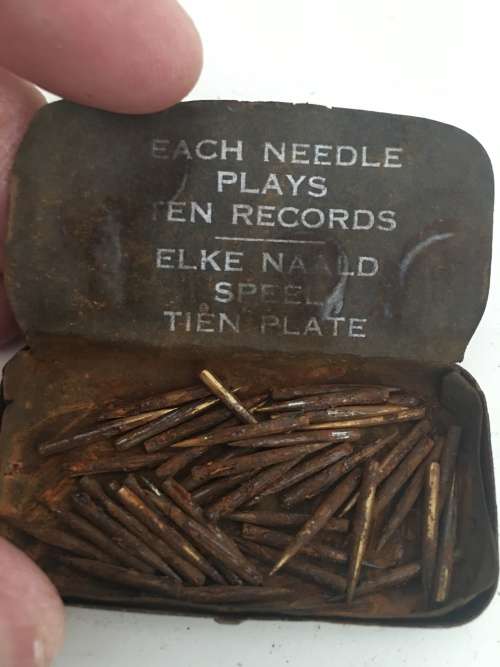 EACH NEEDLE
PLAYS
TEN RECORDS
ELKE NAALD
SPEEL
TIEN PLATE